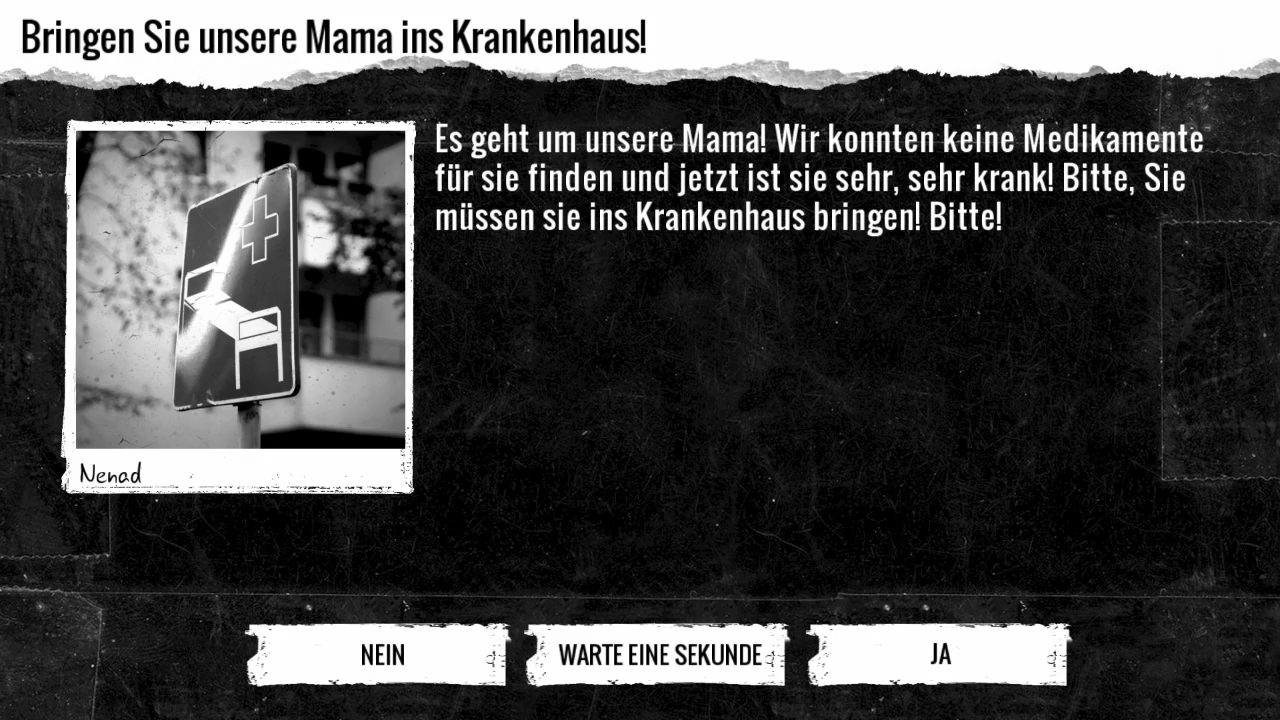 Bringen Sie unsere Mama ins Krankenhaus!
Es geht um unsere Mama! Wir konnten keine Medikamente
für sie finden und jetzt ist sie sehr, sehr krank! Bitte, Sie
müssen sie ins Krankenhaus bringen! Bitte!
Nenad
NEIN
WARTE EINE SEKUNDE
JA